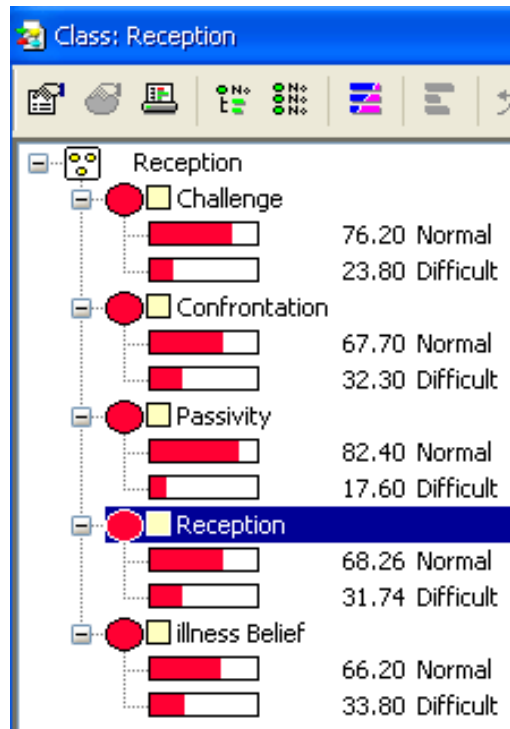 Class: Reception
Reception
Challenge
76.20 Normal
23.80 Difficult
Confrontation
67.70 Normal
32.30 Difficult
Passivity
82.40 Normal
17.60 Difficult
Reception
68.26 Normal
31.74 Difficult
illness Belief
66.20 Normal
33.80 Difficult